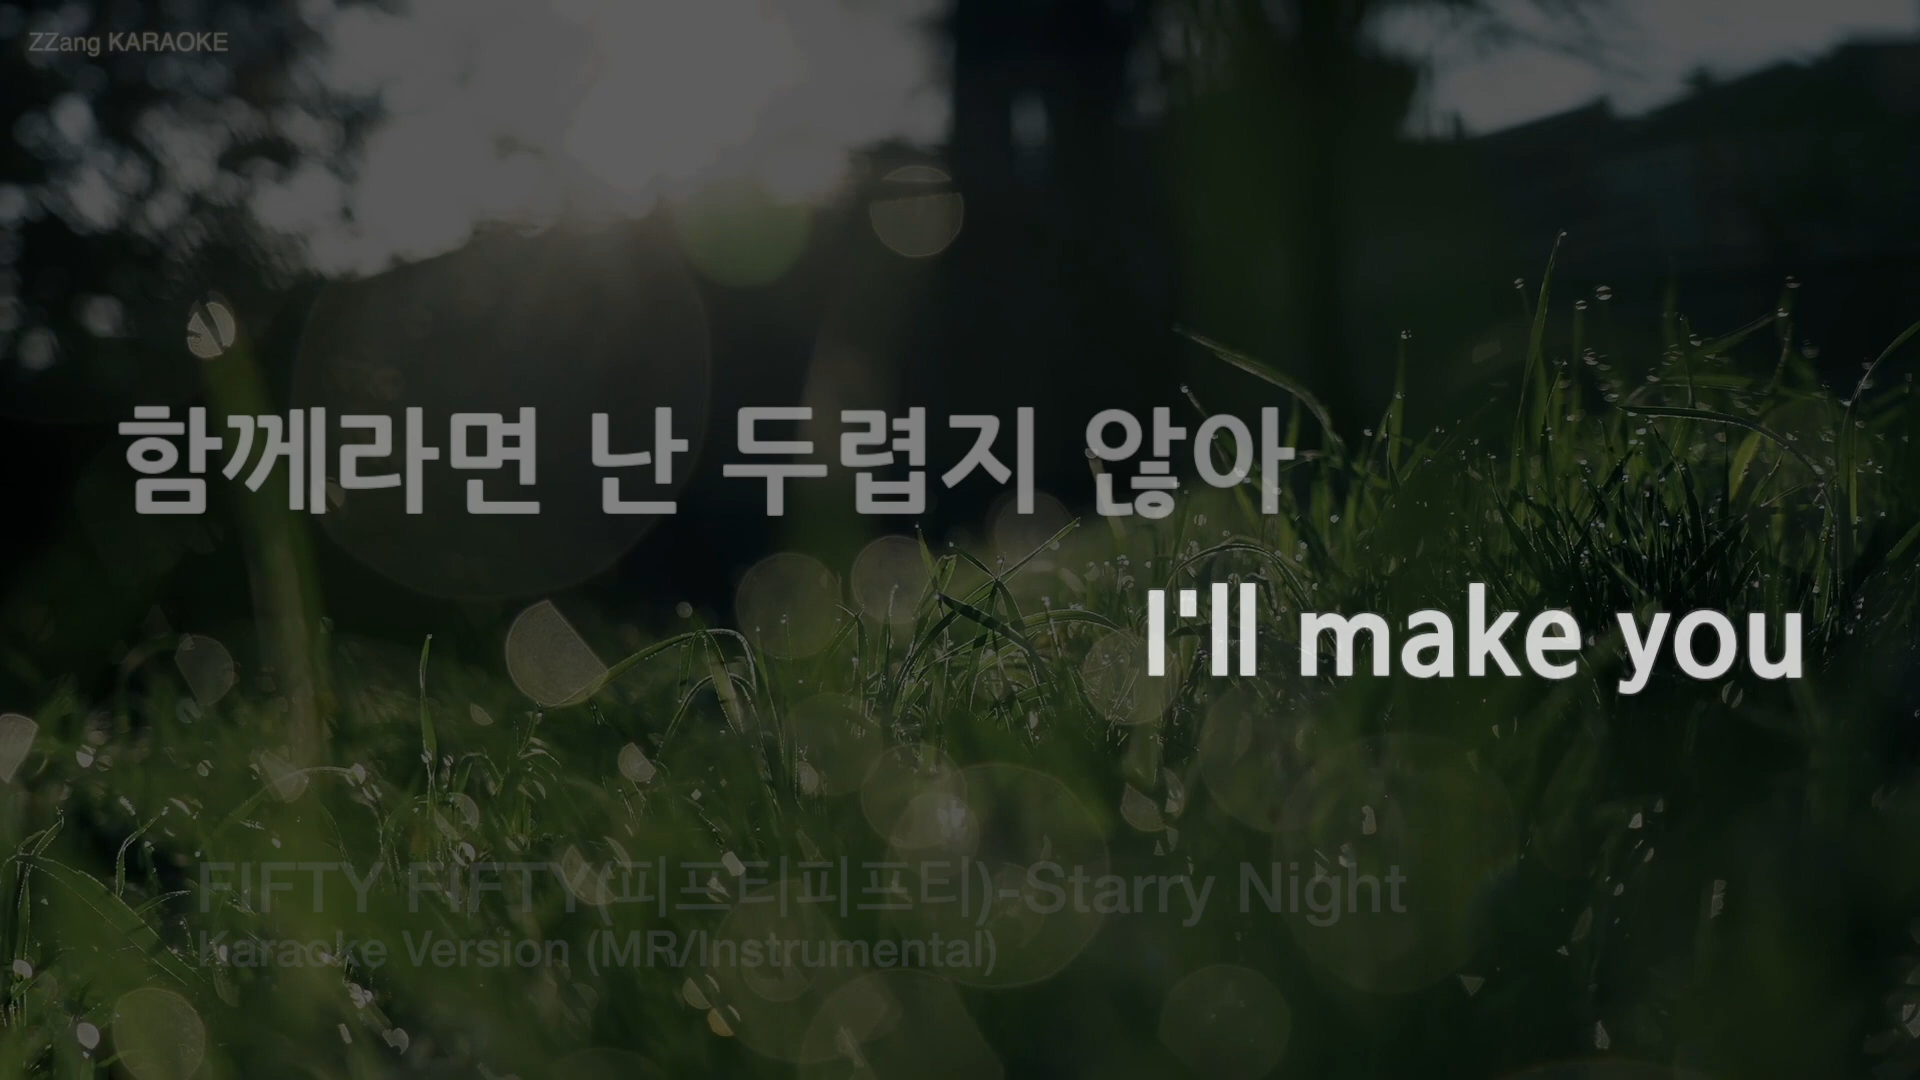 ZZang KARAOKE
함께라면 난 두렵지 않아
I'll make you
FIFTY FIFTY(피프티피프티)-Starry Night
Karaoke Version (MR/Instrumental)